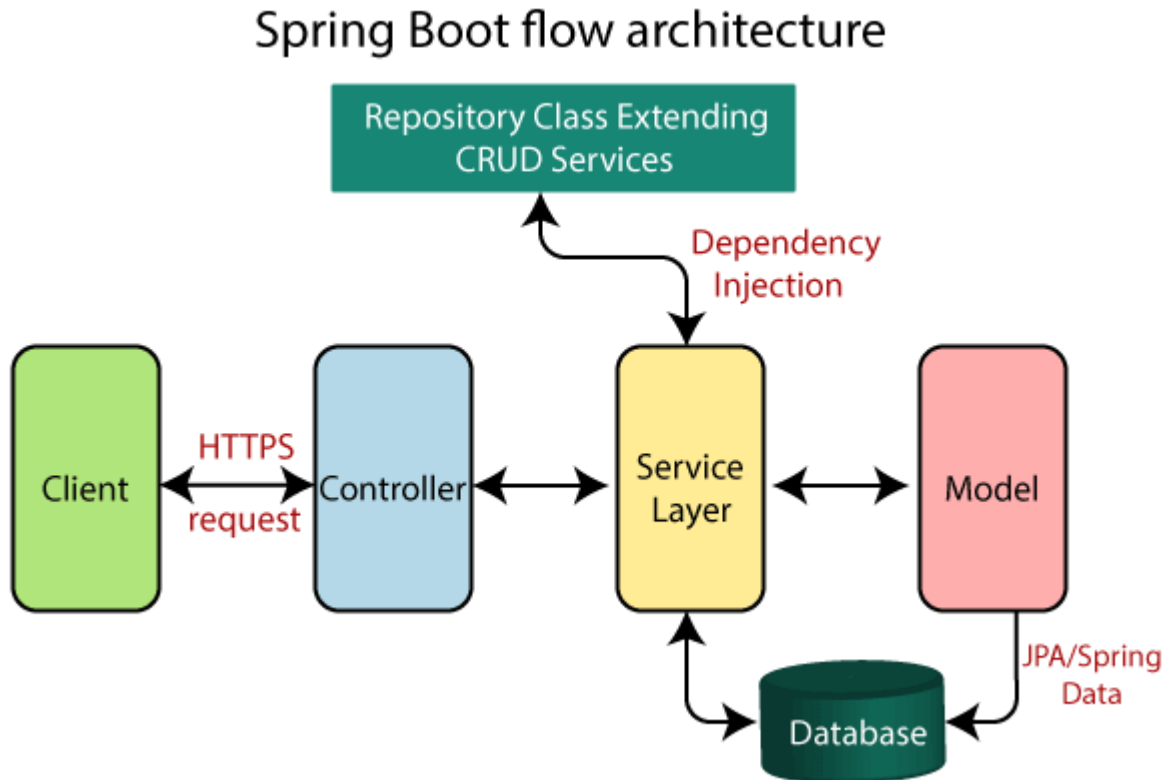 Spring Boot flow architecture
Repository Class Extending
CRUD Services
Dependency
Injection
Client
HTTPS
request
Controller
Service
Layer
Model
JPA/Spring
Data
Database